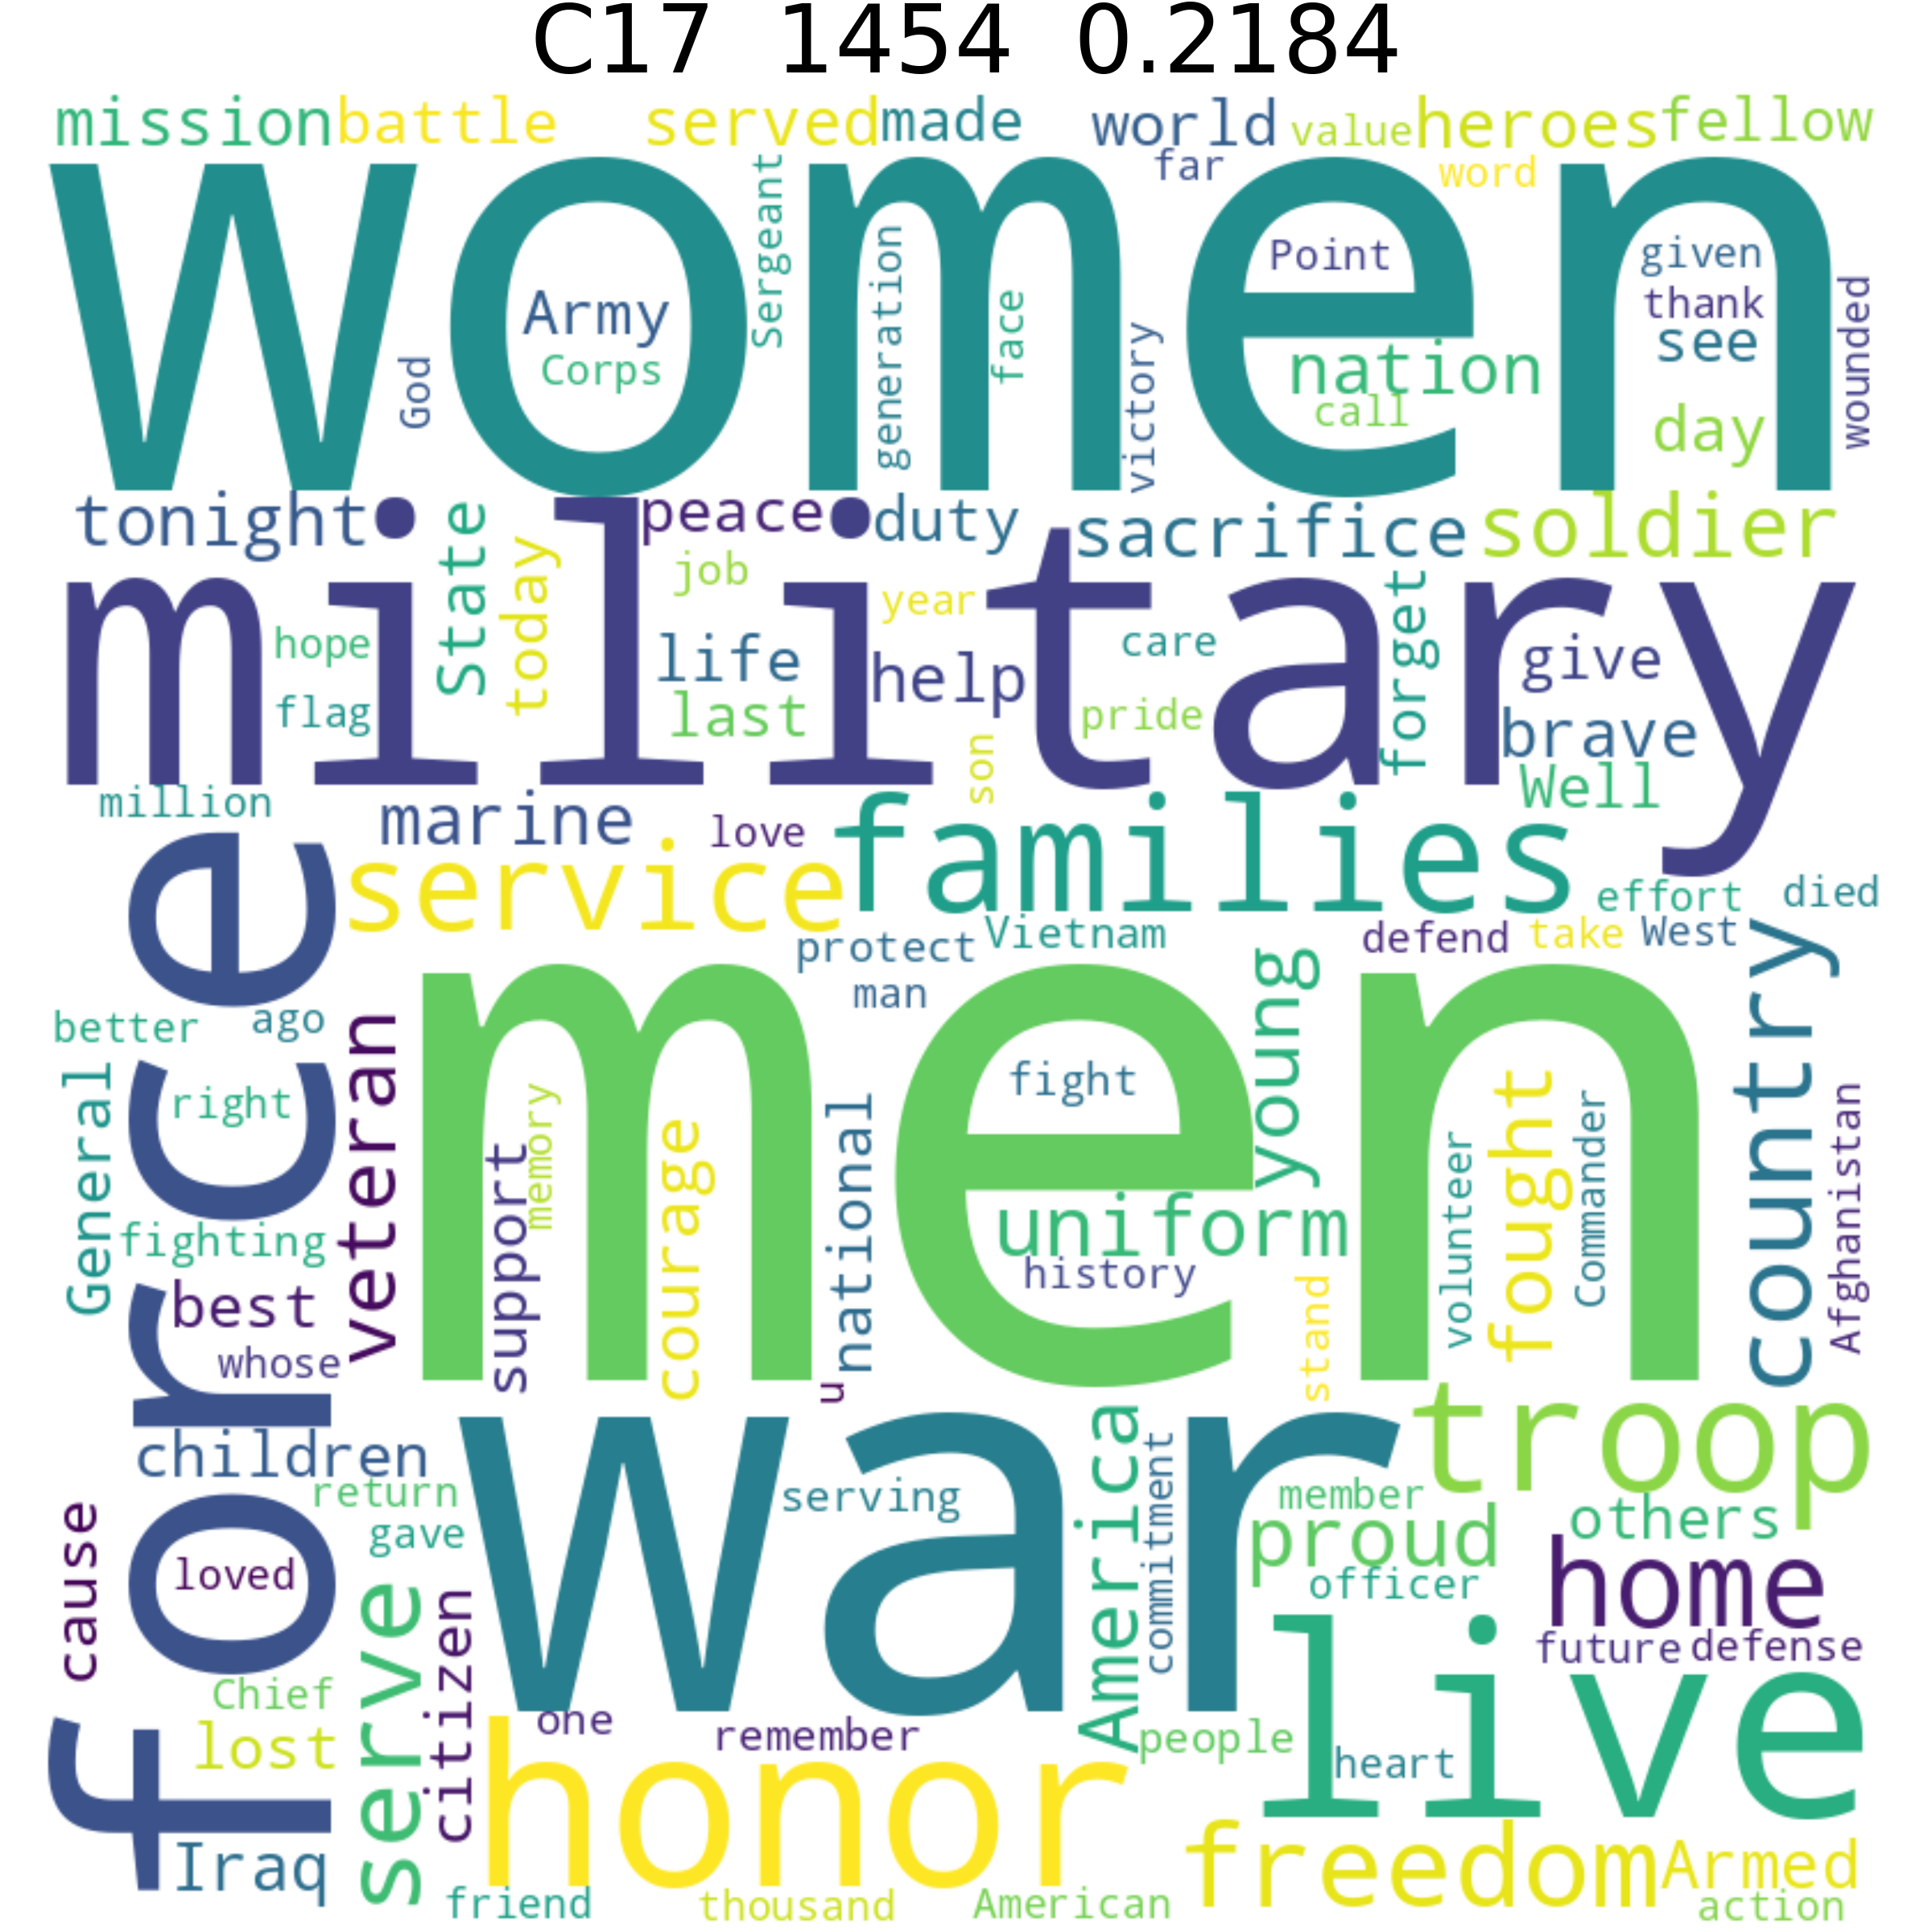 C17 1454 0.2184
mission battle served made world value heroes fellow
far word
women
Sergeant
generation
face
victory
God
Army
Corps
Point
nation
call
given
thank
see
day
wounded
tonight peace duty sacrifice soldier
State
today
job
year
military
hope
flag
life
last
help
care
pride
son
forget
give
brave
Well
million
marine
love
families
service
effort
died
protect
Vietnam
defend
take
West
man
force
better
ago
right
General
fighting
best
whose
veteran
men
support
memory
courage
national
u
fight
young
uniform
history
stand
volunteer
fought
Commander
country
Afghanistan
children
return
gave
cause
loved
Chief
lost
Iraq
serve
citizen
war
serving
America
commitment
member
proud
officer
troop
others
home
future
defense
live
one
remember
people
heart
honor
freedom
Armed
friend
thousand
American
action